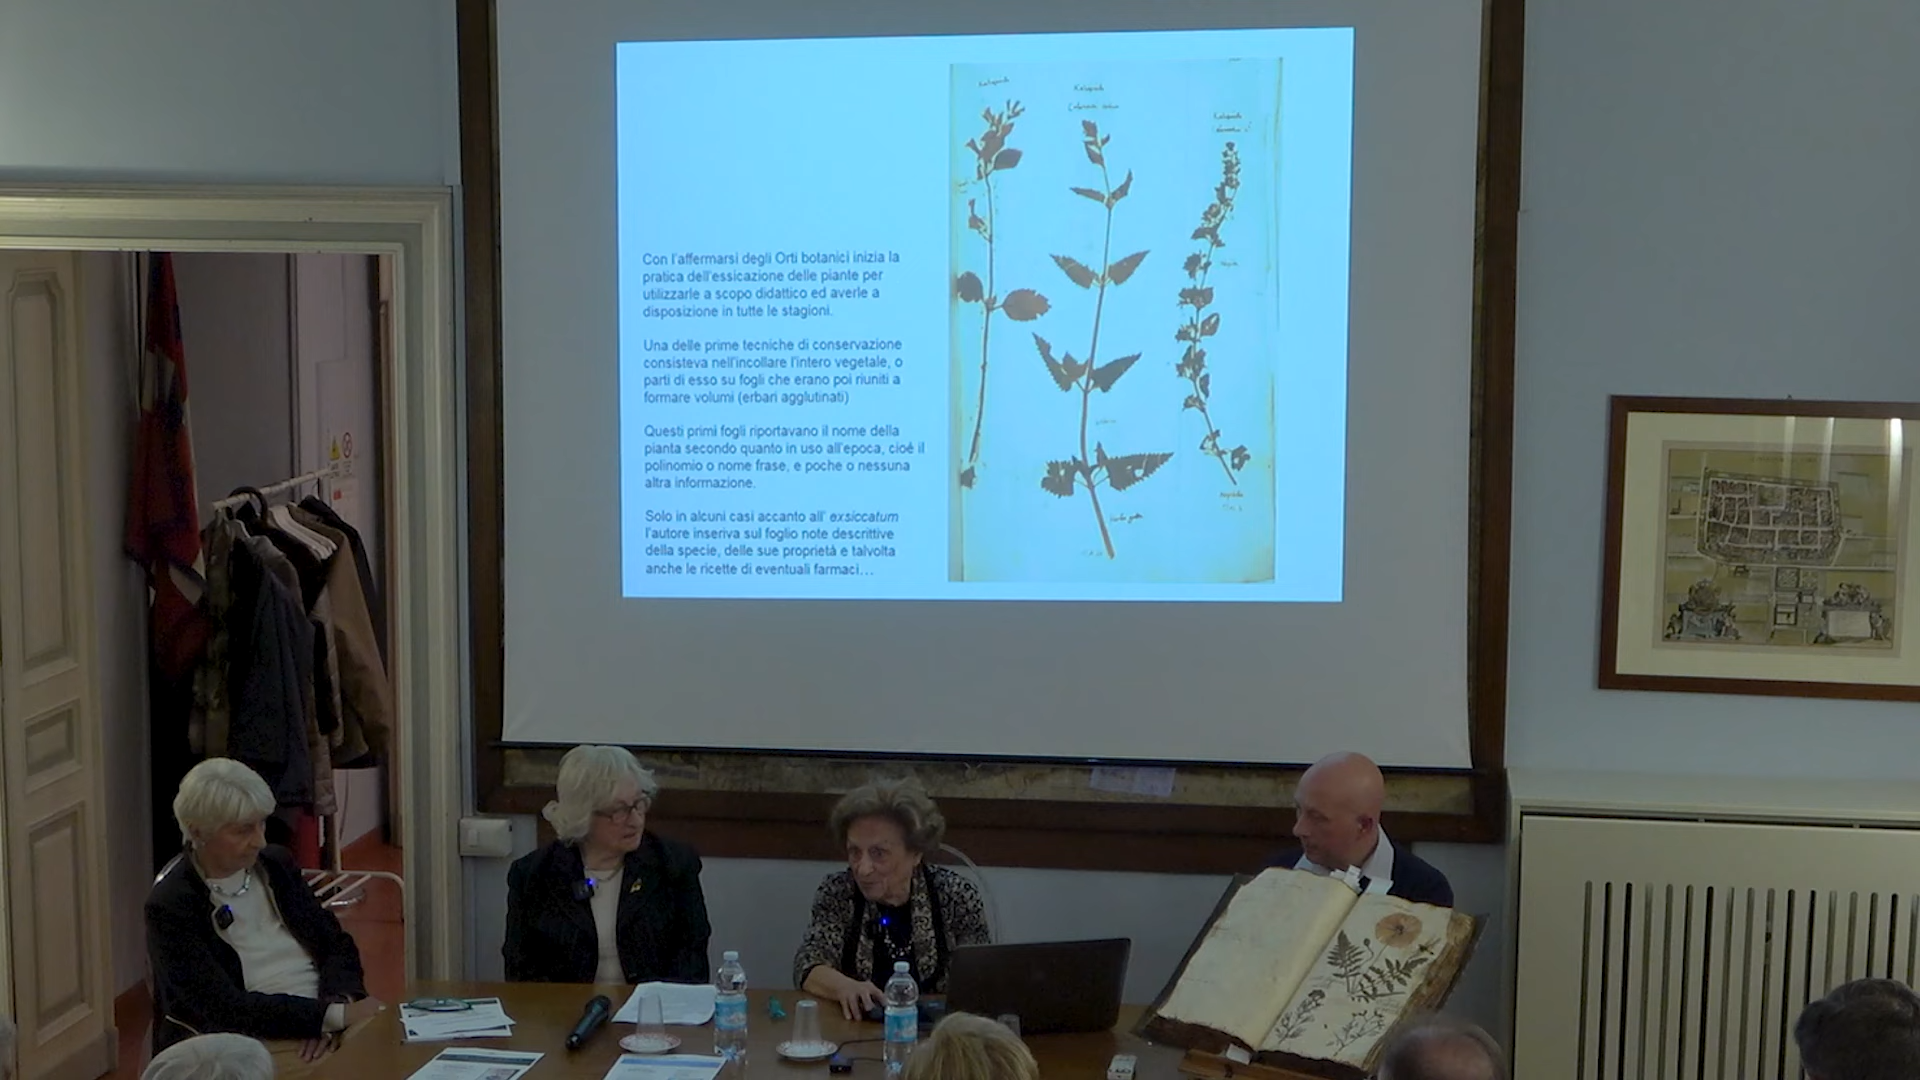 Con l'affermarsi degli Orti botanici inizia la
pratica dell'essicazione delle piante per
utilizzarle a scopo didattico ed averle a
disposizione in tutte le stagioni.
Una delle prime tecniche di conservazione
consisteva nell'incollare l'intero vegetale, o
parti di esso su fogli che erano poi riuniti a
formare volumi (erbari agglutinati)
Questi primi fogli riportavano il nome della
pianta secondo quanto in uso all'epoca, cioè il
polinomio o nome frase, e poche o nessuna
altra informazione.
Solo in alcuni casi accanto all' exsiccatum
l'autore inseriva sul foglio note descrittive
della specie, delle sue proprietà e talvolta
anche le ricette di eventuali farmaci...